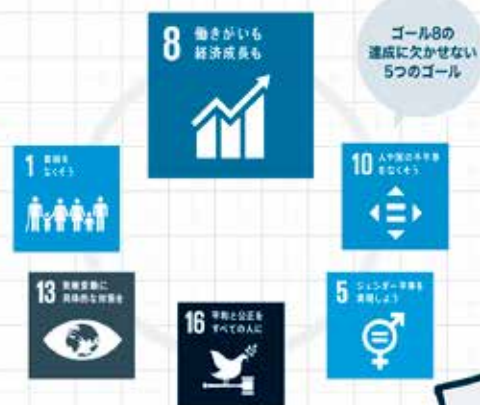 8 働きがいも
経済成長も
ゴール8の
達成に欠かせない
5つのゴール
1 貧困を
なくそう
10 人や国の不平等
をなくそう
13 気候変動に
具体的な対策を
16 平和と公正を
すべての人に
5 ジェンダー平等を
実現しよう